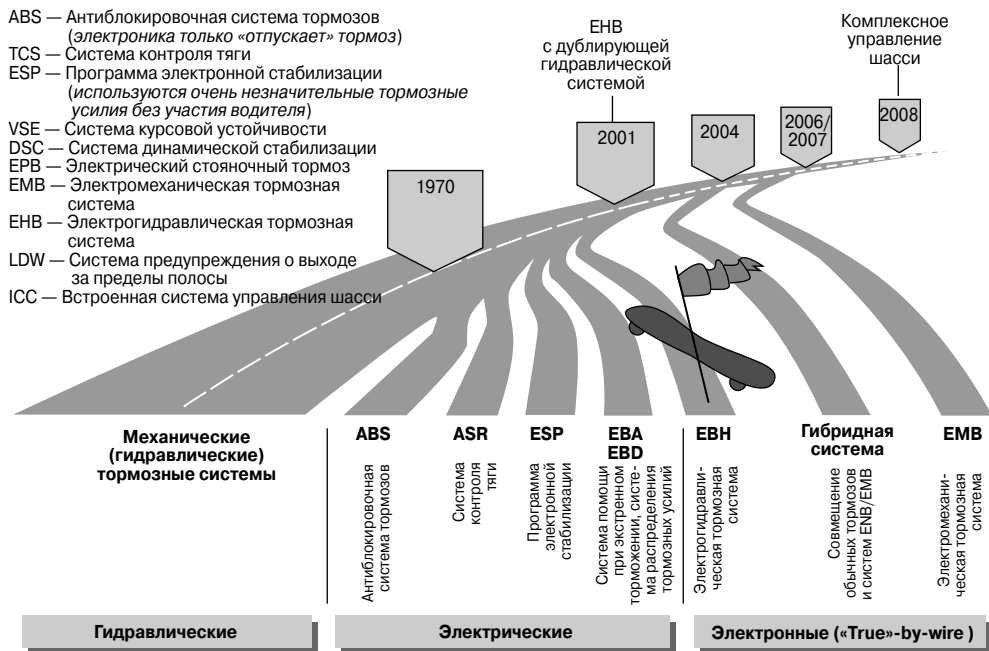 ABS — Антиблокировочная система тормозов
(электроника только «отпускает» тормоз)
TCS — Система контроля тяги
ESP — Программа электронной стабилизации
(используются очень незначительные тормозные
усилия без участия водителя)
VSE — Система курсовой устойчивости
DSC — Система динамической стабилизации
EPB — Электрический стояночный тормоз
EMB — Электромеханическая тормозная
система
EHB — Электрогидравлическая тормозная
система
LDW — Система предупреждения о выходе
за пределы полосы
ICC — Встроенная система управления шасси
1970
EHB
с дублирующей
гидравлической
системой
2001
2004
2006/
2007
Комплексное
управление
шасси
2008
Механические
(гидравлические)
тормозные системы
ABS
Антиблокировочная
система тормозов
ASR
Система
контроля
тяги
ESP
Программа
электронной
стабилизации
EBA
EBD
Система помощи
при экстренном
торможении, систе-
ма распределения
тормозных усилий
EBH
Электрогидравли-
ческая тормозная
система
Гибридная
система
Совмещение
обычных тормозов
и систем ENB/EMB
EMB
Электромехани-
ческая тормозная
система
Гидравлические
Электрические
Электронные («True»-by-wire )